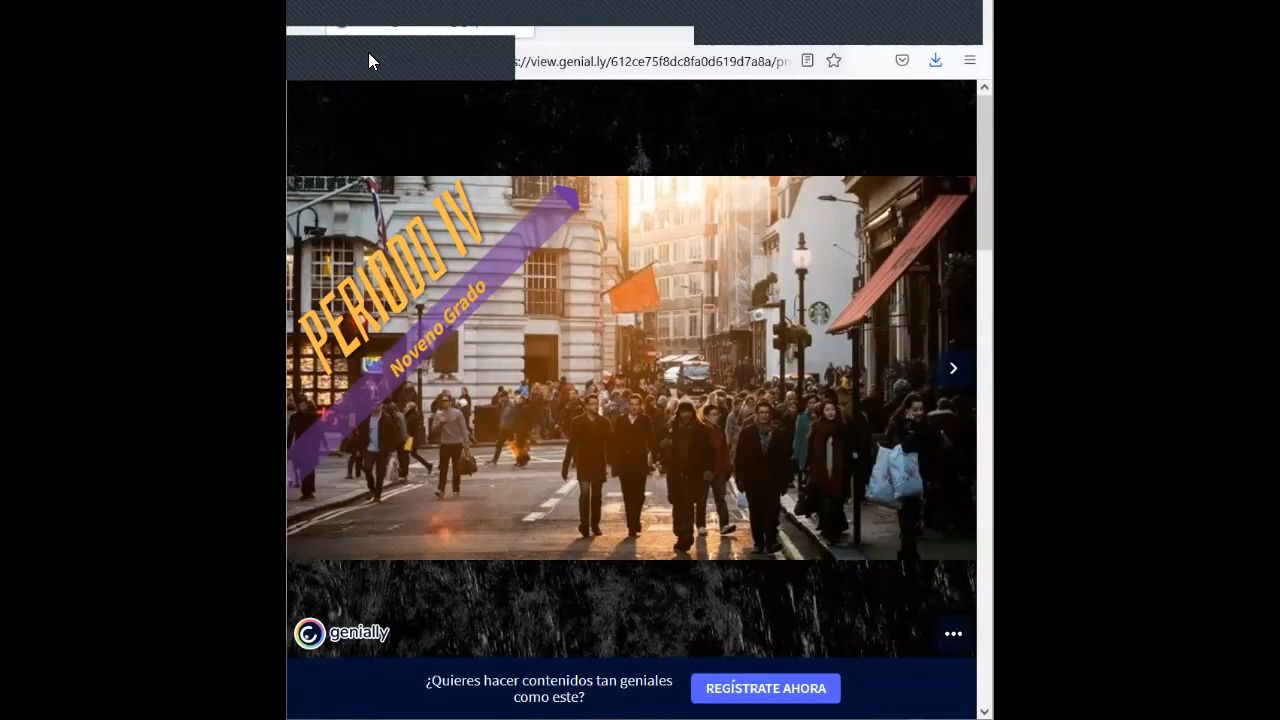 s://view.genial.ly/612ce75f8dc8fa0d619d7a8a/pr
PERIODO IV
Noveno Grado
genially
¿Quieres hacer contenidos tan geniales
como este?
REGÍSTRATE AHORA